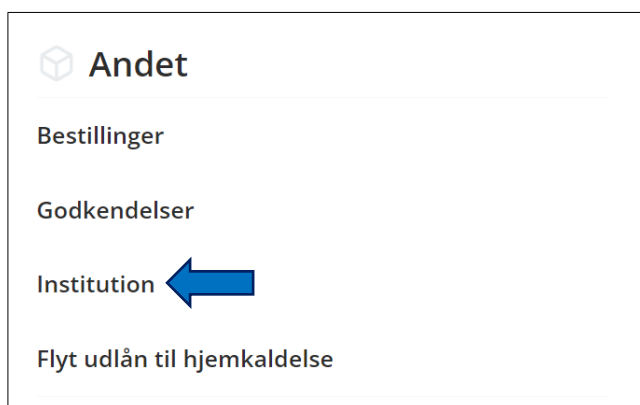 Andet
Bestillinger
Godkendelser
Institution
Flyt udlån til hjemkaldelse